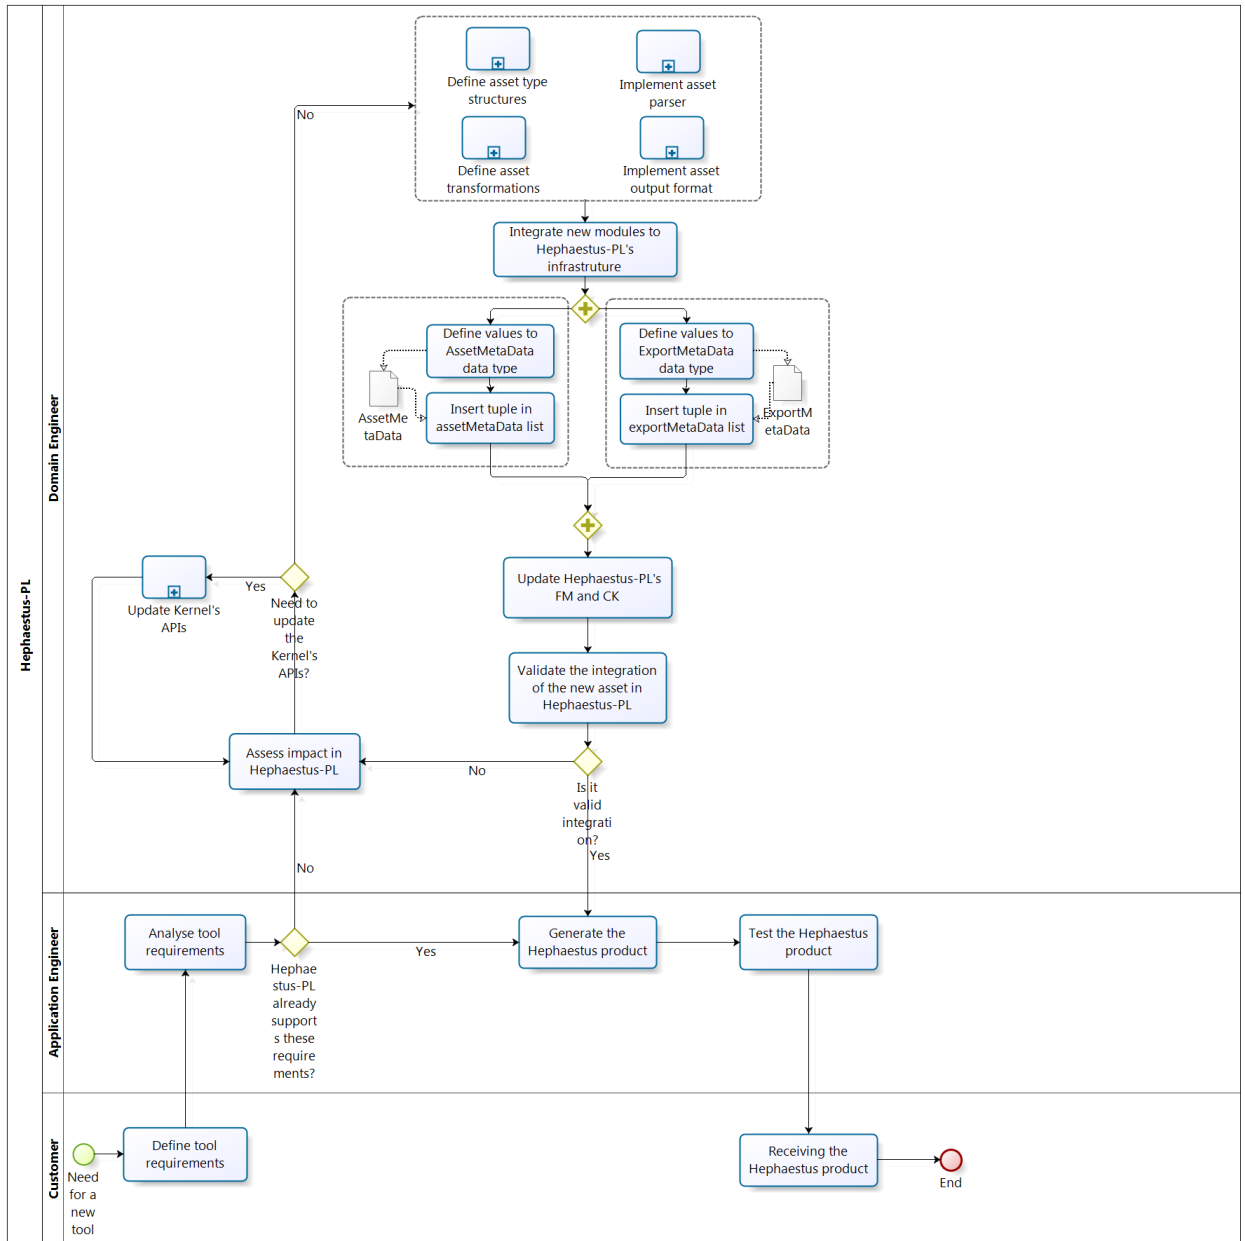 Hephaestus-PL
Domain Engineer
Define asset type
structures
Implement asset
parser
Define asset
transformations
Implement asset
output format
No
Integrate new modules to
Hephaestus-PL's
infrastruture
Define values to
AssetMetaData
data type
Define values to
ExportMetaData
data type
AssetMe
taData
Insert tuple in
assetMetaData list
Insert tuple in
exportMetaData list
ExportM
etaData
Update Hephaestus-PL's
FM and CK
Yes
Update Kernel's
APIs
Need to
update
the
Kernel's
APIs?
Validate the integration
of the new asset in
Hephaestus-PL
Assess impact in
Hephaestus-PL
No
Is it
valid
integrati
on?
Yes
No
Application Engineer
Analyse tool
requirements
Hephae
stus-PL
already
support
s these
require
ments?
Yes
Generate the
Hephaestus product
Test the Hephaestus
product
Customer
Need
for a
new
tool
Define tool
requirements
Receiving the
Hephaestus product
End